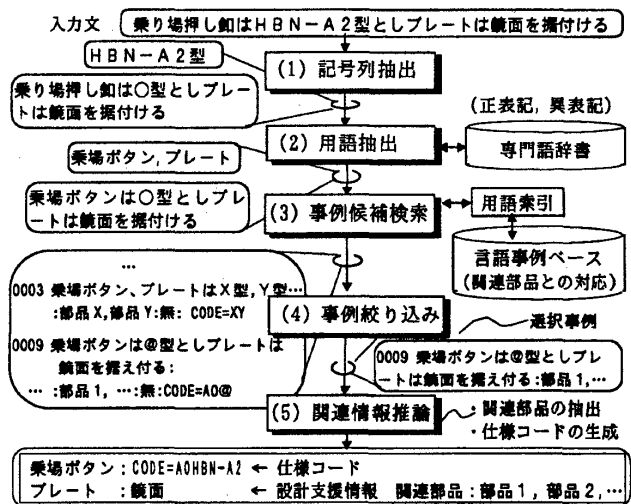 入力文 乗り場押し釦はHBN－A2型としプレートは鏡面を据付ける
HBN－A2型
(1) 記号列抽出
乗り場押し釦は○型としプレー
トは鏡面を据付ける
(正表記, 異表記)
(2) 用語抽出
専門語辞書
乗場ボタン, プレート
乗場ボタンは○型としプレ
ートは鏡面を据付ける
(3) 事例候補検索
用語索引
言語事例ベース
(関連部品との対応)
…
0003 乗場ボタン、プレートはX型, Y型…
:部品X, 部品Y:無: CODE=XY
0009 乗場ボタンは@型としプレートは
鏡面を据え付る:
… :部品1, …:無:CODE=A0@
(4) 事例絞り込み
選択事例
0009 乗場ボタンは@型としプレ
ートは鏡面を据え付る:部品1,…
(5) 関連情報推論
・関連部品の抽出
・仕様コードの生成
乗場ボタン:CODE=A0HBN-A2 ← 仕様コード
プレート :鏡面 ← 設計支援情報 関連部品:部品1, 部品2,…